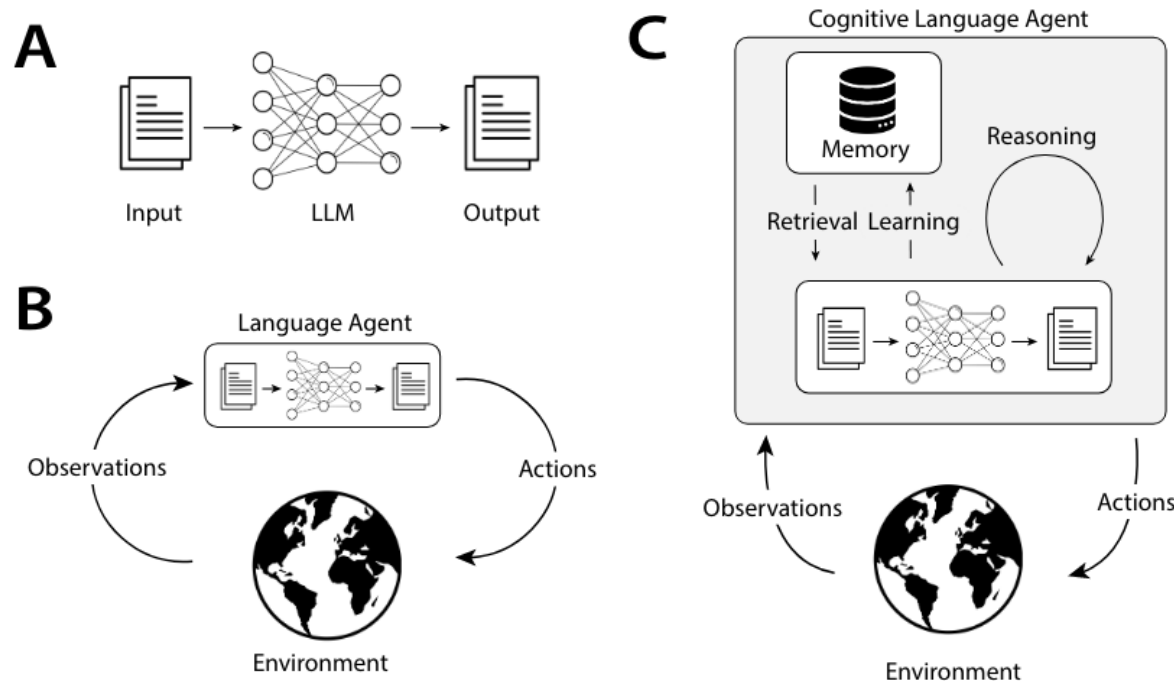 A
Input
LLM
Output
B
Language Agent
Observations
Actions
Environment
C
Cognitive Language Agent
Memory
Reasoning
Retrieval
Learning
Observations
Actions
Environment